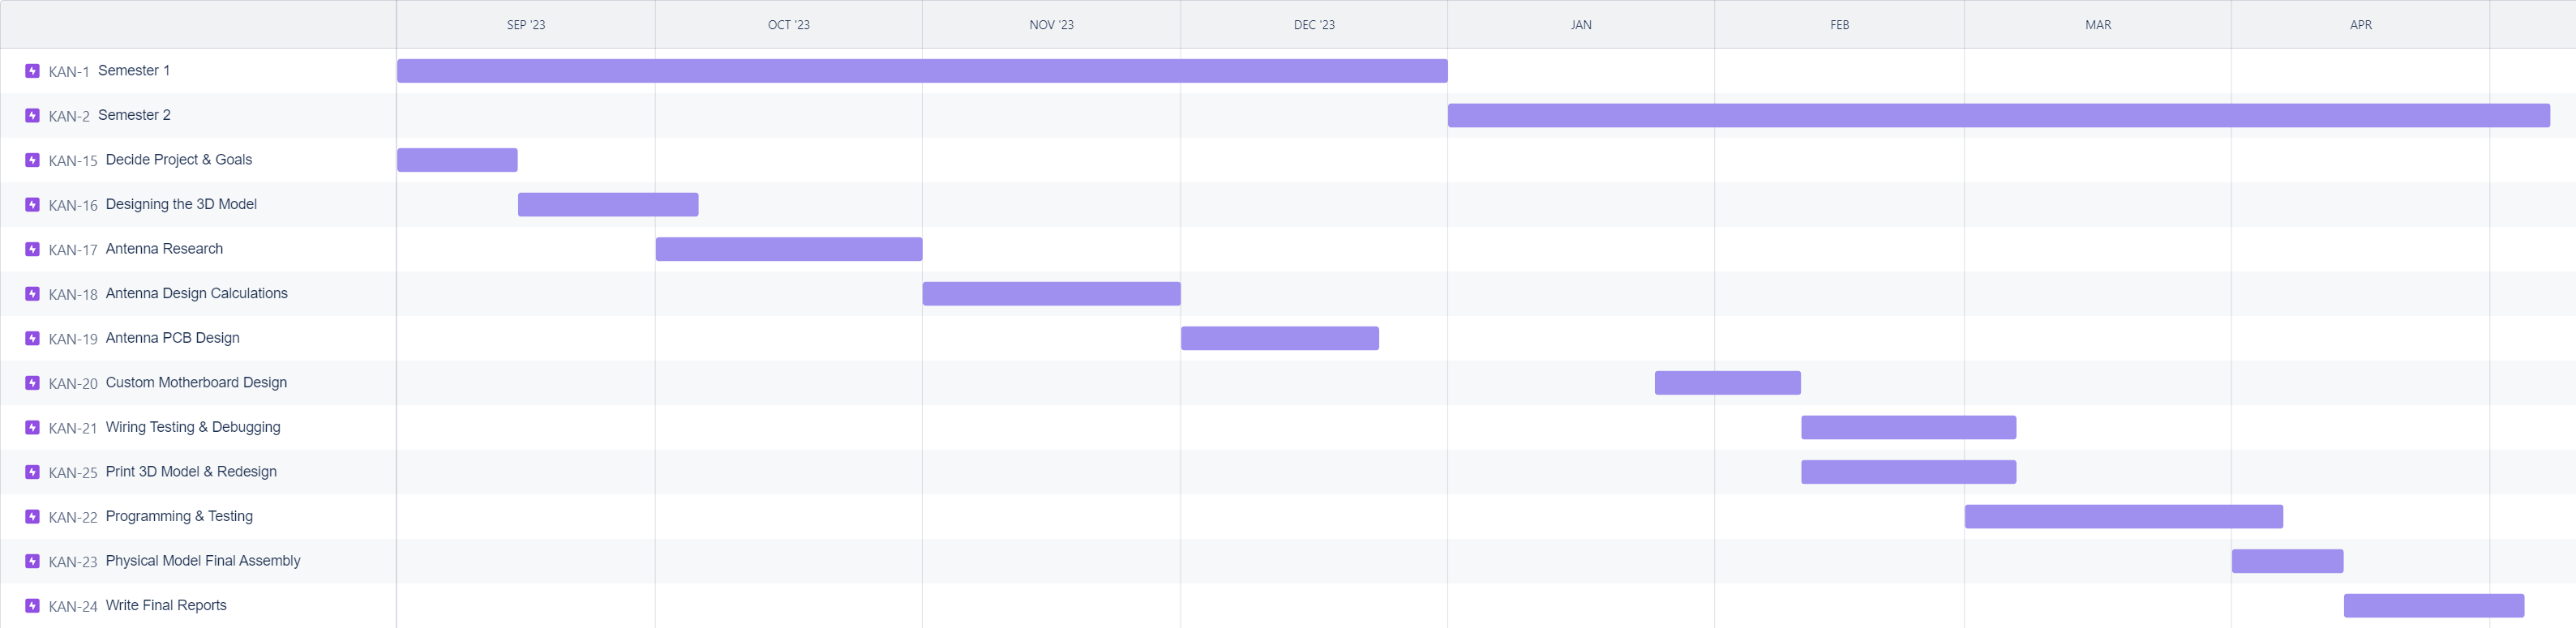 SEP '23 OCT '23 NOV '23 DEC '23 JAN FEB MAR APR
KAN-1 Semester 1
KAN-2 Semester 2
KAN-15 Decide Project & Goals
KAN-16 Designing the 3D Model
KAN-17 Antenna Research
KAN-18 Antenna Design Calculations
KAN-19 Antenna PCB Design
KAN-20 Custom Motherboard Design
KAN-21 Wiring Testing & Debugging
KAN-25 Print 3D Model & Redesign
KAN-22 Programming & Testing
KAN-23 Physical Model Final Assembly
KAN-24 Write Final Reports